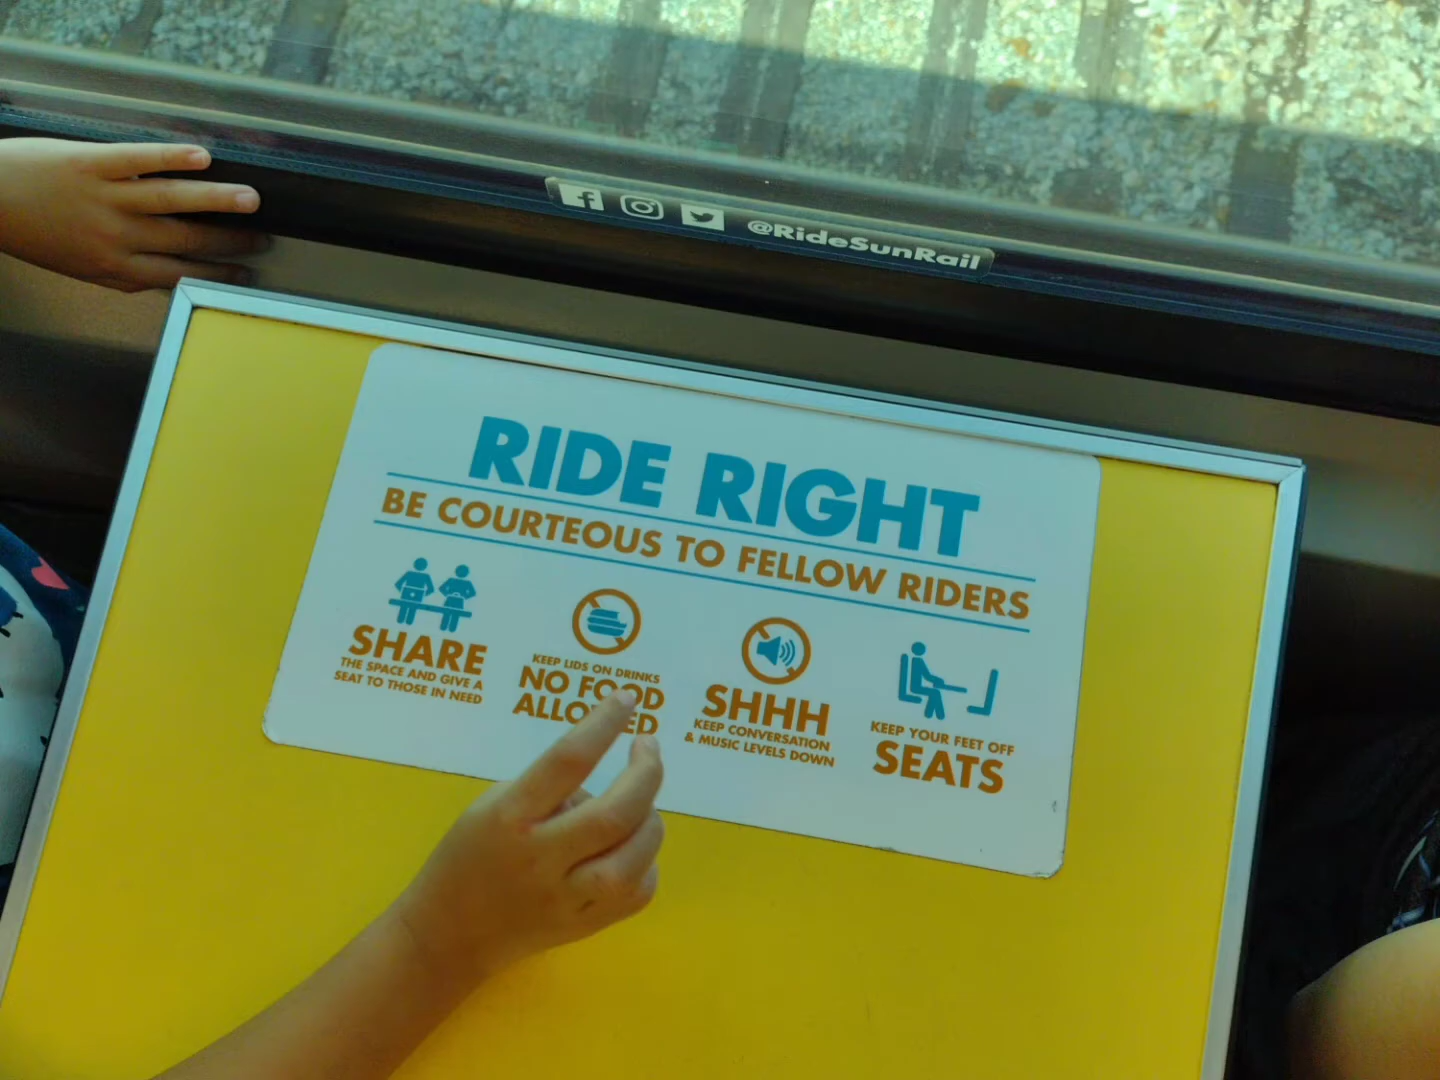 @RideSunRail
RIDE RIGHT
BE COURTEOUS TO FELLOW RIDERS
SHARE
THE SPACE AND GIVE A
SEAT TO THOSE IN NEED
KEEP LIDS ON DRINKS
NO FOOD
SHHH
KEEP CONVERSATION
& MUSIC LEVELS DOWN
KEEP YOUR FEET OFF
SEATS